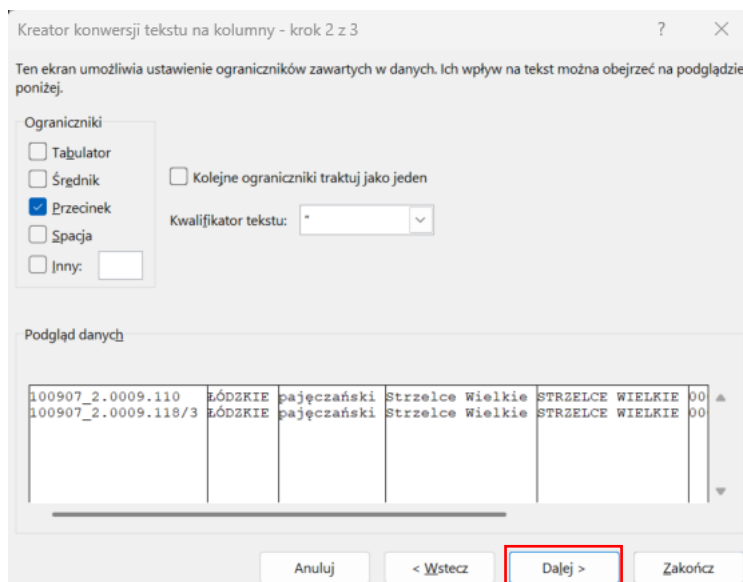 Kreator konwersji tekstu na kolumny - krok 2 z 3
Ten ekran umożliwia ustawienie ograniczników zawartych w danych. Ich wpływ na tekst można obejrzeć na podglądzie
poniżej.
Ograniczniki
Tabulator
Średnik
Przecinek
Spacja
Inny:
Kolejne ograniczniki traktuj jako jeden
Kwalifikator tekstu: "
Podgląd danych
100907_2.0009.110 ŁÓDZKIE pajęczański Strzelce Wielkie STRZELCE WIELKIE 00
100907_2.0009.118/3 ŁÓDZKIE pajęczański Strzelce Wielkie STRZELCE WIELKIE 00
Anuluj < Wstecz Dalej > Zakończ